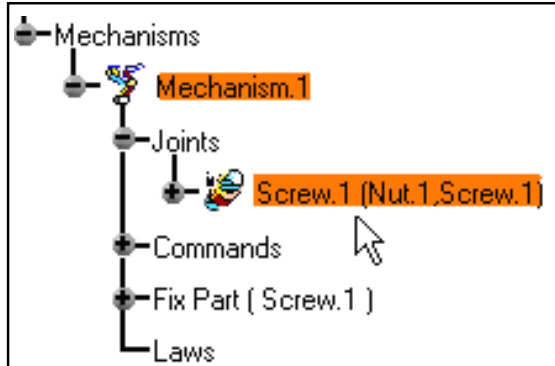 Mechanisms
Mechanism.1
Joints
Screw.1 (Nut.1,Screw.1)
Commands
Fix Part ( Screw.1 )
Laws